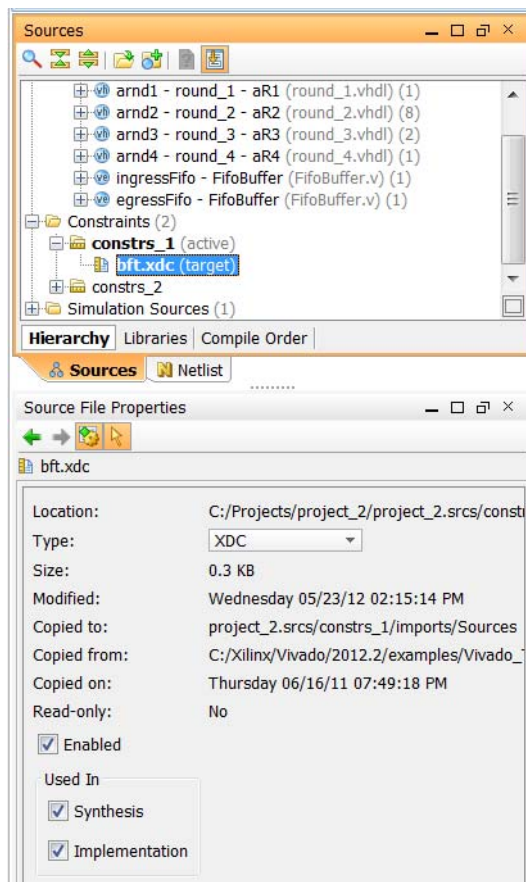 Sources
arnd1 - round_1 - aR1 (round_1.vhdl) (1)
arnd2 - round_2 - aR2 (round_2.vhdl) (8)
arnd3 - round_3 - aR3 (round_3.vhdl) (2)
arnd4 - round_4 - aR4 (round_4.vhdl) (1)
ingressFifo - FifoBuffer (FifoBuffer.v) (1)
egressFifo - FifoBuffer (FifoBuffer.v) (1)
Constraints (2)
constrs_1 (active)
bft.xdc (target)
constrs_2
Simulation Sources (1)
Hierarchy Libraries Compile Order
Sources Netlist
Source File Properties
bft.xdc
Location: C:/Projects/project_2/project_2.srcs/constr
Type: XDC
Size: 0.3 KB
Modified: Wednesday 05/23/12 02:15:14 PM
Copied to: project_2.srcs/constrs_1/imports/Sources
Copied from: C:/Xilinx/Vivado/2012.2/examples/Vivado_
Copied on: Thursday 06/16/11 07:49:18 PM
Read-only: No
Enabled
Used In
Synthesis
Implementation